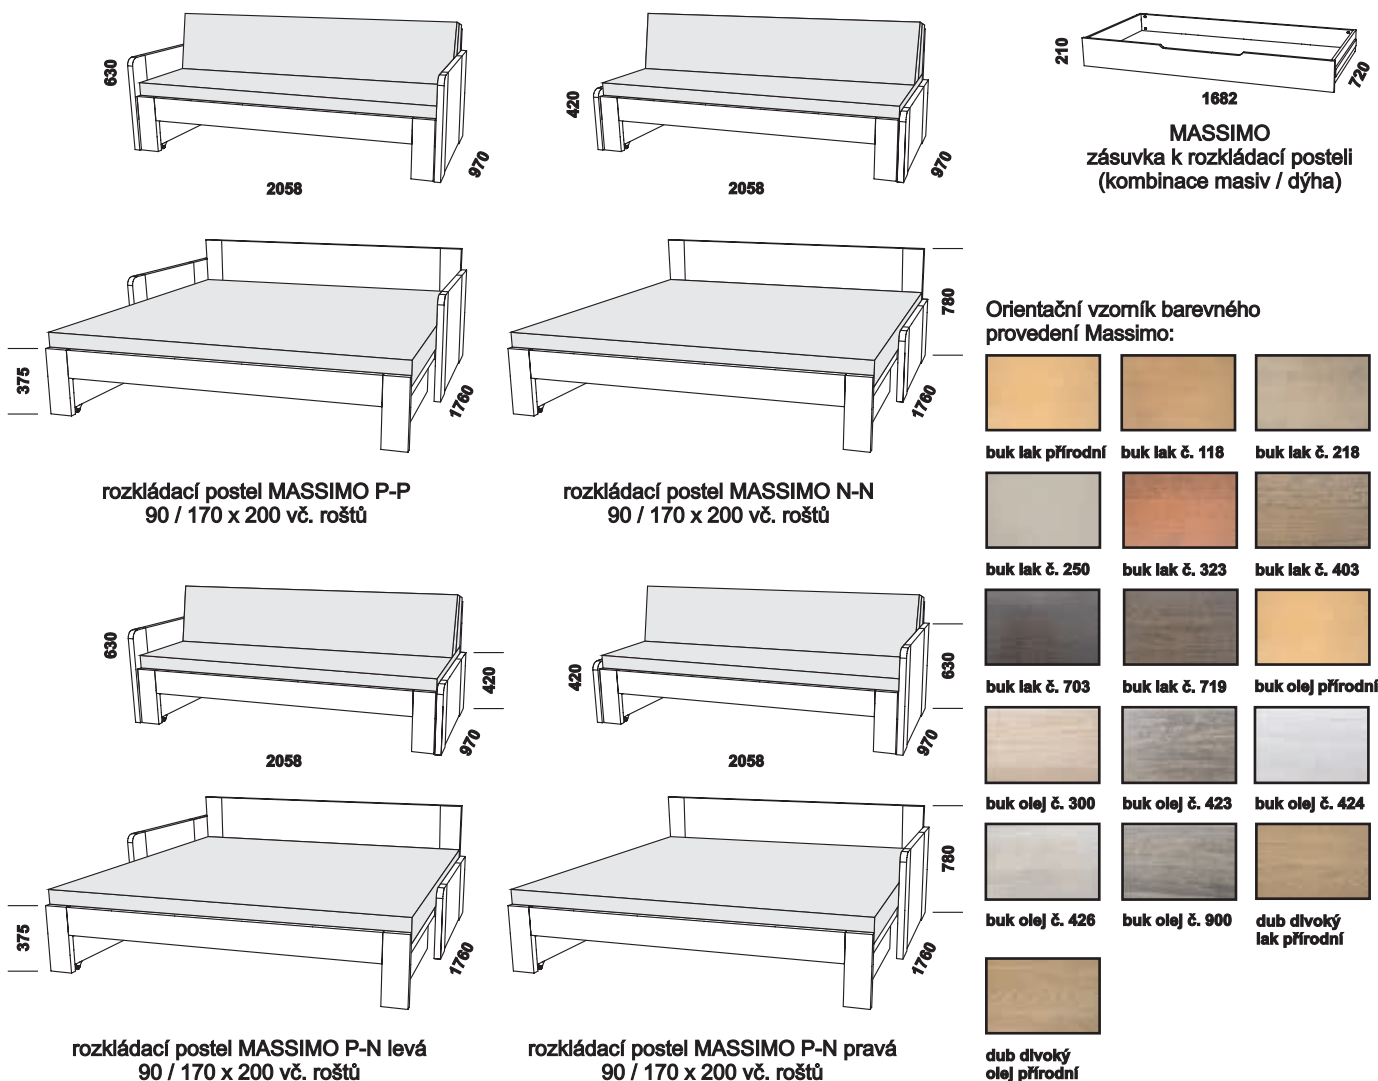 630
2058
970
420
2058
970
210
1682
720
MASSIMO
zásuvka k rozkládací posteli
(kombinace masiv / dýha)
375
1760
rozkládací postel MASSIMO P-P
90 / 170 x 200 vč. roštů
780
1760
rozkládací postel MASSIMO N-N
90 / 170 x 200 vč. roštů
630
420
970
2058
420
630
970
2058
375
1760
rozkládací postel MASSIMO P-N levá
90 / 170 x 200 vč. roštů
780
1760
rozkládací postel MASSIMO P-N pravá
90 / 170 x 200 vč. roštů
Orientační vzorník barevného
provedení Massimo:
buk lak přírodní
buk lak č. 118
buk lak č. 218
buk lak č. 250
buk lak č. 323
buk lak č. 403
buk lak č. 703
buk lak č. 719
buk olej přírodní
buk olej č. 300
buk olej č. 423
buk olej č. 424
buk olej č. 426
buk olej č. 900
dub divoký
lak přírodní
dub divoký
olej přírodní